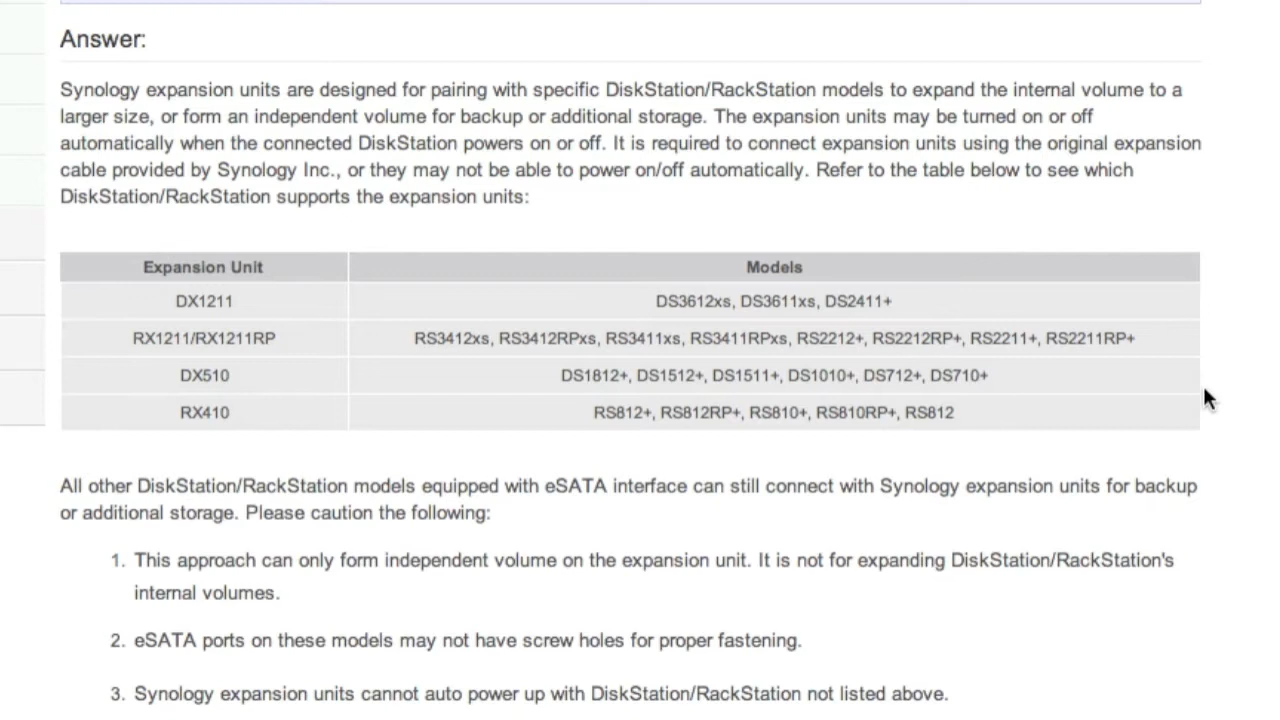 Answer:
Synology expansion units are designed for pairing with specific DiskStation/RackStation models to expand the internal volume to a
larger size, or form an independent volume for backup or additional storage. The expansion units may be turned on or off
automatically when the connected DiskStation powers on or off. It is required to connect expansion units using the original expansion
cable provided by Synology Inc., or they may not be able to power on/off automatically. Refer to the table below to see which
DiskStation/RackStation supports the expansion units:
Expansion Unit Models
DX1211 DS3612xs, DS3611xs, DS2411+
RX1211/RX1211RP RS3412xs, RS3412RPxs, RS3411xs, RS3411RPxs, RS2212+, RS2212RP+, RS2211+, RS2211RP+
DX510 DS1812+, DS1512+, DS1511+, DS1010+, DS712+, DS710+
RX410 RS812+, RS812RP+, RS810+, RS810RP+, RS812
All other DiskStation/RackStation models equipped with eSATA interface can still connect with Synology expansion units for backup
or additional storage. Please caution the following:
1. This approach can only form independent volume on the expansion unit. It is not for expanding DiskStation/RackStation's
internal volumes.
2. eSATA ports on these models may not have screw holes for proper fastening.
3. Synology expansion units cannot auto power up with DiskStation/RackStation not listed above.